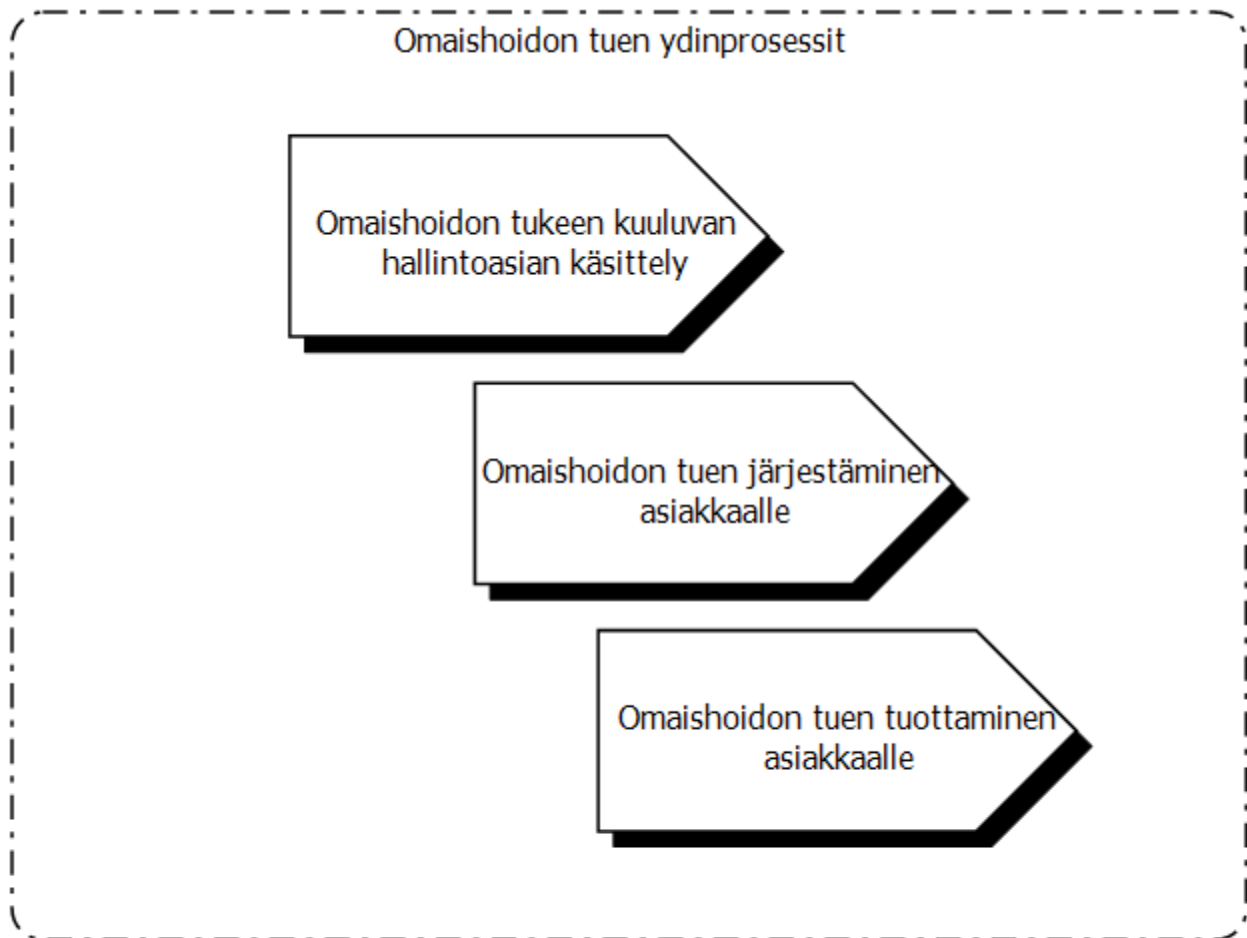 Omaishoidon tuen ydinprosessit
Omaishoidon tukeen kuuluvan
hallintoasian käsittely
Omaishoidon tuen järjestäminen
asiakkaalle
Omaishoidon tuen tuottaminen
asiakkaalle